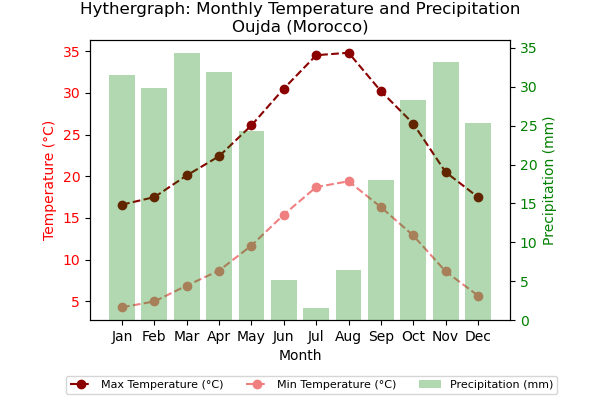 Hythergraph: Monthly Temperature and Precipitation
Oujda (Morocco)
35
30
25
20
15
10
5
Temperature (°C)
35
30
25
20
15
10
5
0
Precipitation (mm)
Jan Feb Mar Apr May Jun Jul Aug Sep Oct Nov Dec
Month
Max Temperature (°C) Min Temperature (°C) Precipitation (mm)